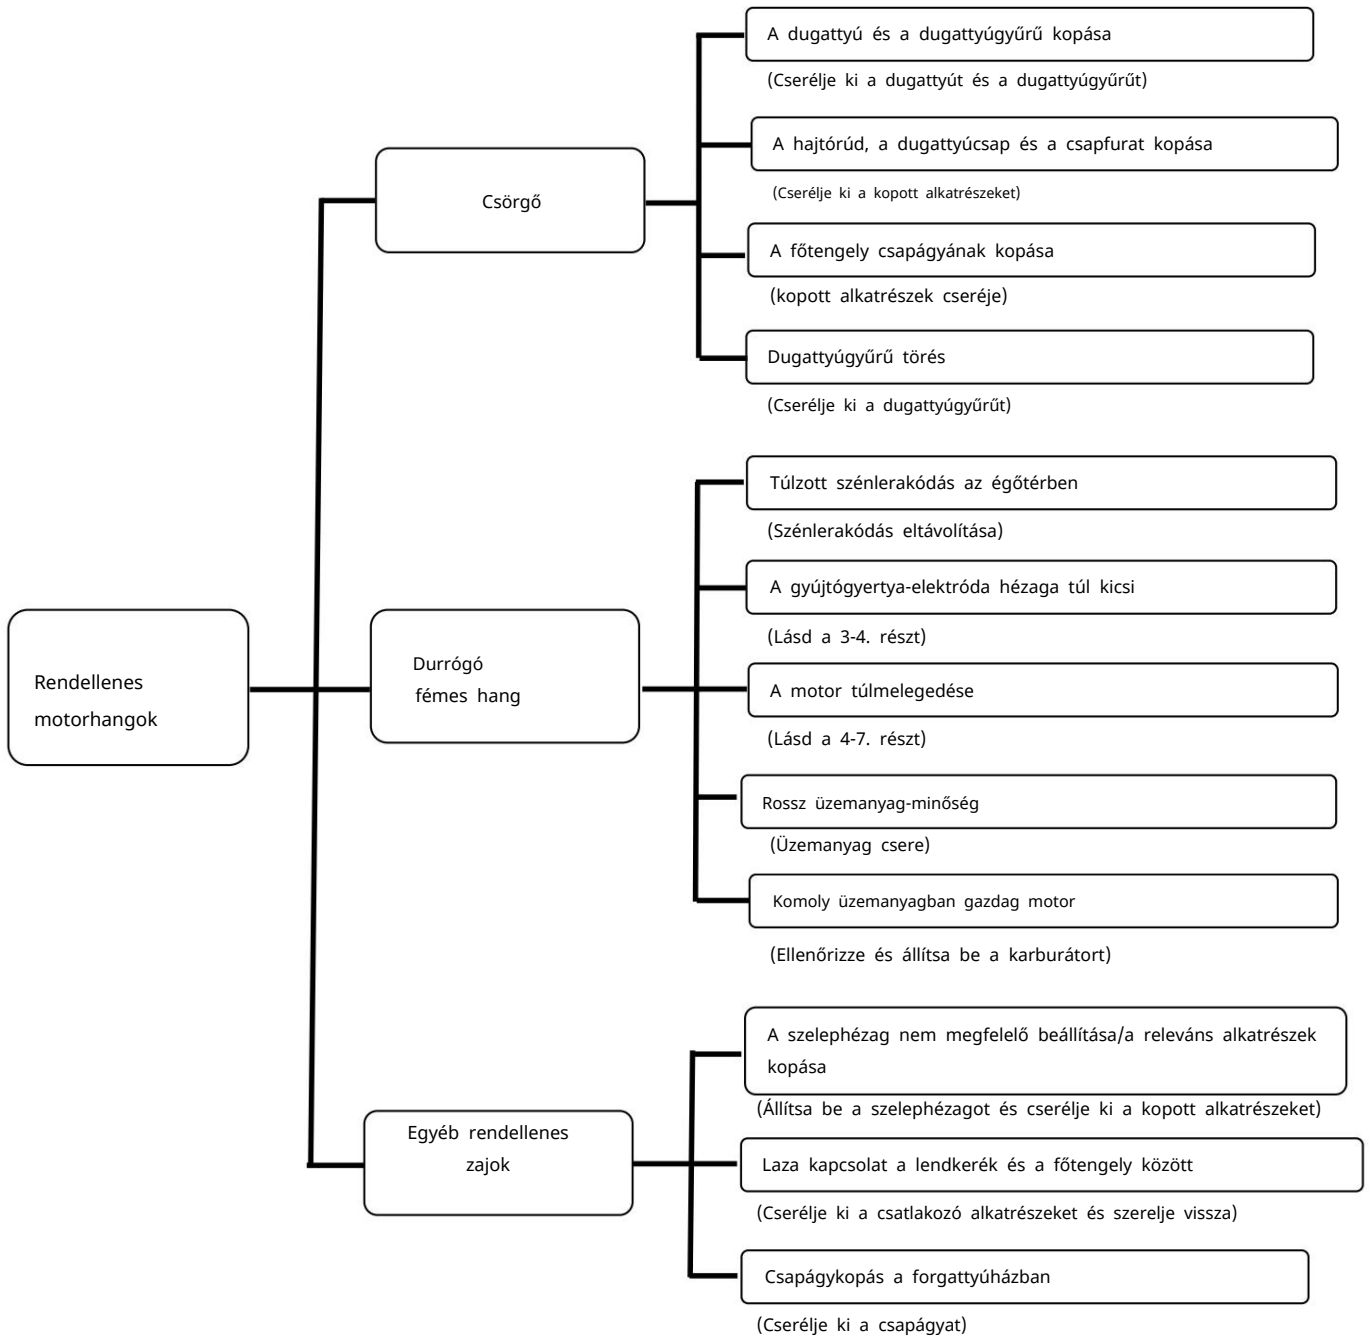 Rendellenes
motorhangok
Csörgő
A dugattyú és a dugattyúgyűrű kopása
(Cserélje ki a dugattyút és a dugattyúgyűrűt)
A hajtórúd, a dugattyúcsap és a csapfurat kopása
(Cserélje ki a kopott alkatrészeket)
A főtengely csapágyának kopása
(kopott alkatrészek cseréje)
Dugattyúgyűrű törés
(Cserélje ki a dugattyúgyűrűt)
Durrógó
fémes hang
Túlzott szénlerakódás az égőtérben
(Szénlerakódás eltávolítása)
A gyújtógyertya-elektróda hézaga túl kicsi
(Lásd a 3-4. részt)
A motor túlmelegedése
(Lásd a 4-7. részt)
Rossz üzemanyag-minőség
(Üzemanyag csere)
Komoly üzemanyagban gazdag motor
(Ellenőrizze és állítsa be a karburátort)
Egyéb rendellenes
zajok
A szelephézag nem megfelelő beállítása/a releváns alkatrészek
kopása
(Állítsa be a szelephézagot és cserélje ki a kopott alkatrészeket)
Laza kapcsolat a lendkerék és a főtengely között
(Cserélje ki a csatlakozó alkatrészeket és szerelje vissza)
Csapágykopás a forgattyúházban
(Cserélje ki a csapágyat)